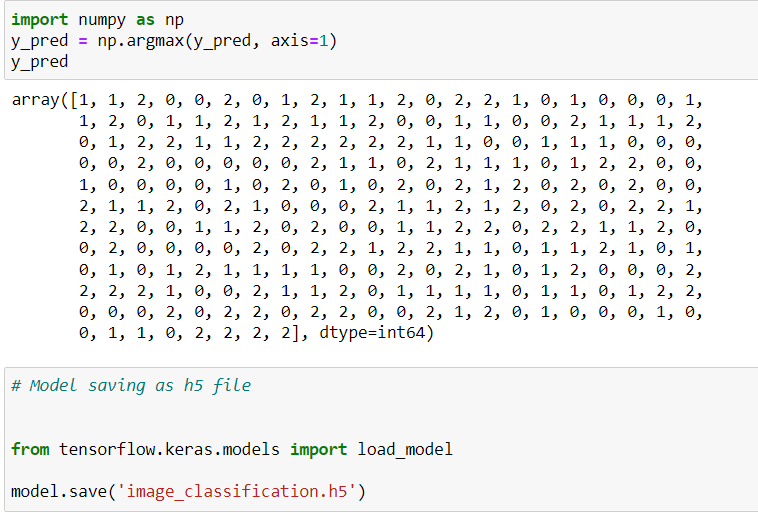 import numpy as np
y_pred = np.argmax(y_pred, axis=1)
y_pred
array([1, 1, 2, 0, 0, 2, 0, 1, 2, 1, 1, 2, 0, 2, 2, 1, 0, 1, 0, 0, 0, 1,
1, 2, 0, 1, 1, 2, 1, 2, 1, 1, 2, 0, 0, 1, 1, 0, 0, 2, 1, 1, 1, 2,
0, 1, 2, 2, 1, 1, 2, 2, 2, 2, 2, 2, 1, 1, 0, 0, 1, 1, 1, 0, 0, 0,
0, 0, 2, 0, 0, 0, 0, 0, 2, 1, 1, 0, 2, 1, 1, 1, 0, 1, 2, 2, 0, 0,
1, 0, 0, 0, 0, 1, 0, 2, 0, 1, 0, 2, 0, 2, 1, 2, 0, 2, 0, 2, 0, 0,
2, 1, 1, 2, 0, 2, 1, 0, 0, 0, 2, 1, 1, 2, 1, 2, 0, 2, 0, 2, 2, 1,
2, 2, 0, 0, 1, 1, 2, 0, 2, 0, 0, 1, 1, 2, 2, 0, 2, 2, 1, 1, 2, 0,
0, 2, 0, 0, 0, 0, 2, 0, 2, 2, 1, 2, 2, 1, 1, 0, 1, 1, 2, 1, 0, 1,
0, 1, 0, 1, 2, 1, 1, 1, 1, 0, 0, 2, 0, 2, 1, 0, 1, 2, 0, 0, 0, 2,
2, 2, 2, 1, 0, 0, 2, 1, 1, 2, 0, 1, 1, 1, 1, 0, 1, 1, 0, 1, 2, 2,
0, 0, 0, 2, 0, 2, 2, 0, 2, 2, 0, 0, 2, 1, 2, 0, 1, 0, 0, 0, 1, 0,
0, 1, 1, 0, 2, 2, 2, 2], dtype=int64)
# Model saving as h5 file
from tensorflow.keras.models import load_model
model.save('image_classification.h5')